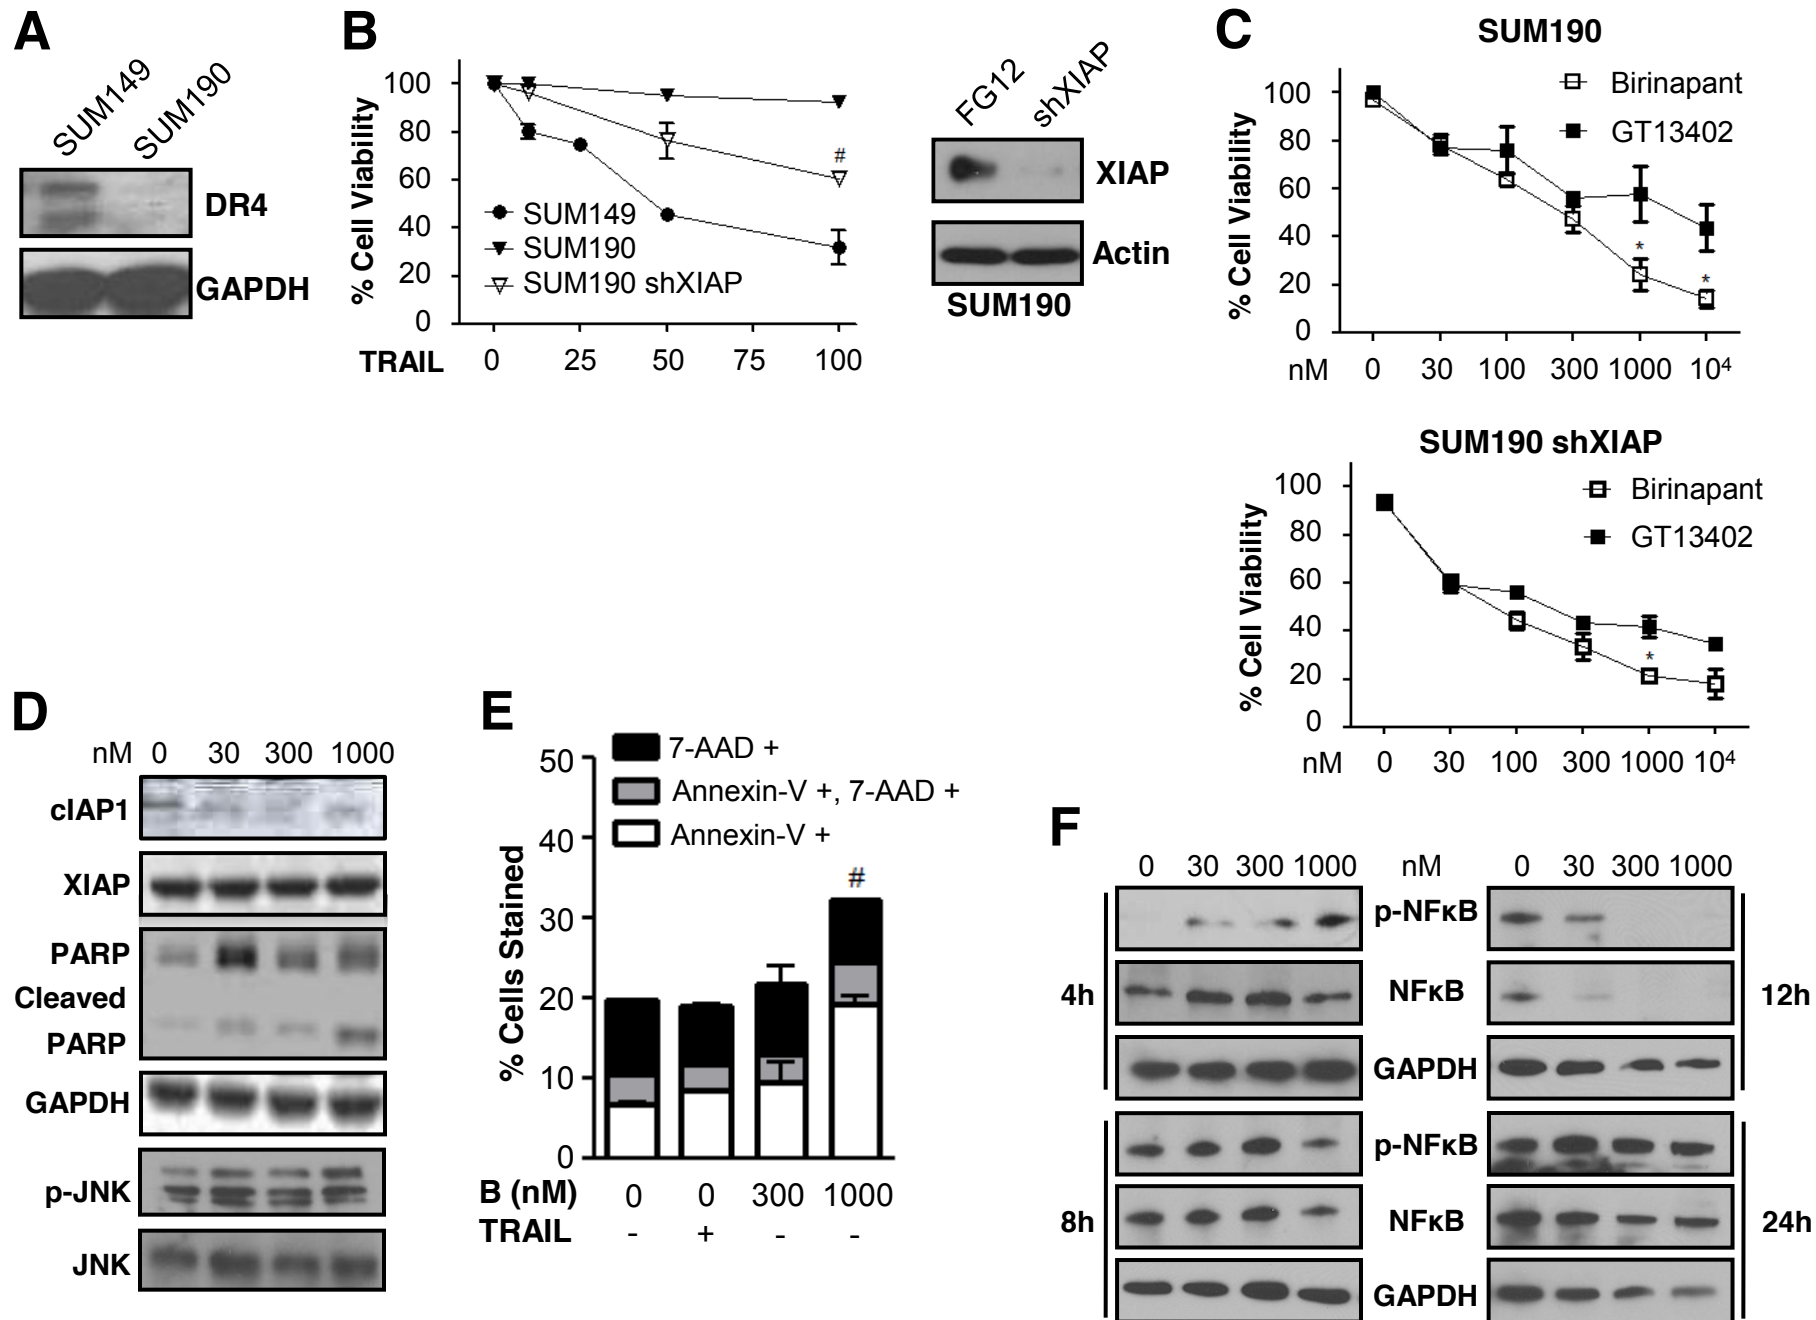 A
SUM149
SUM190
DR4
GAPDH
B
% Cell Viability
100
80
60
40
20
0
#
SUM149
SUM190
SUM190 shXIAP
TRAIL
0 25 50 75 100
FG12
shXIAP
XIAP
Actin
SUM190
C
SUM190
% Cell Viability
100
80
60
40
20
0
Birinapant
GT13402
*
*
nM 0 30 100 300 1000 10⁴
SUM190 shXIAP
% Cell Viability
100
80
60
40
20
0
Birinapant
GT13402
*
nM 0 30 100 300 1000 10⁴
D
nM 0 30 300 1000
cIAP1
XIAP
PARP
Cleaved
PARP
GAPDH
p-JNK
JNK
E
7-AAD +
Annexin-V +, 7-AAD +
Annexin-V +
% Cells Stained
50
40
30
20
10
0
#
B (nM) 0 0 300 1000
TRAIL - + - -
F
0 30 300 1000 nM 0 30 300 1000
p-NFκB
4h NFκB 12h
GAPDH
p-NFκB
8h NFκB 24h
GAPDH